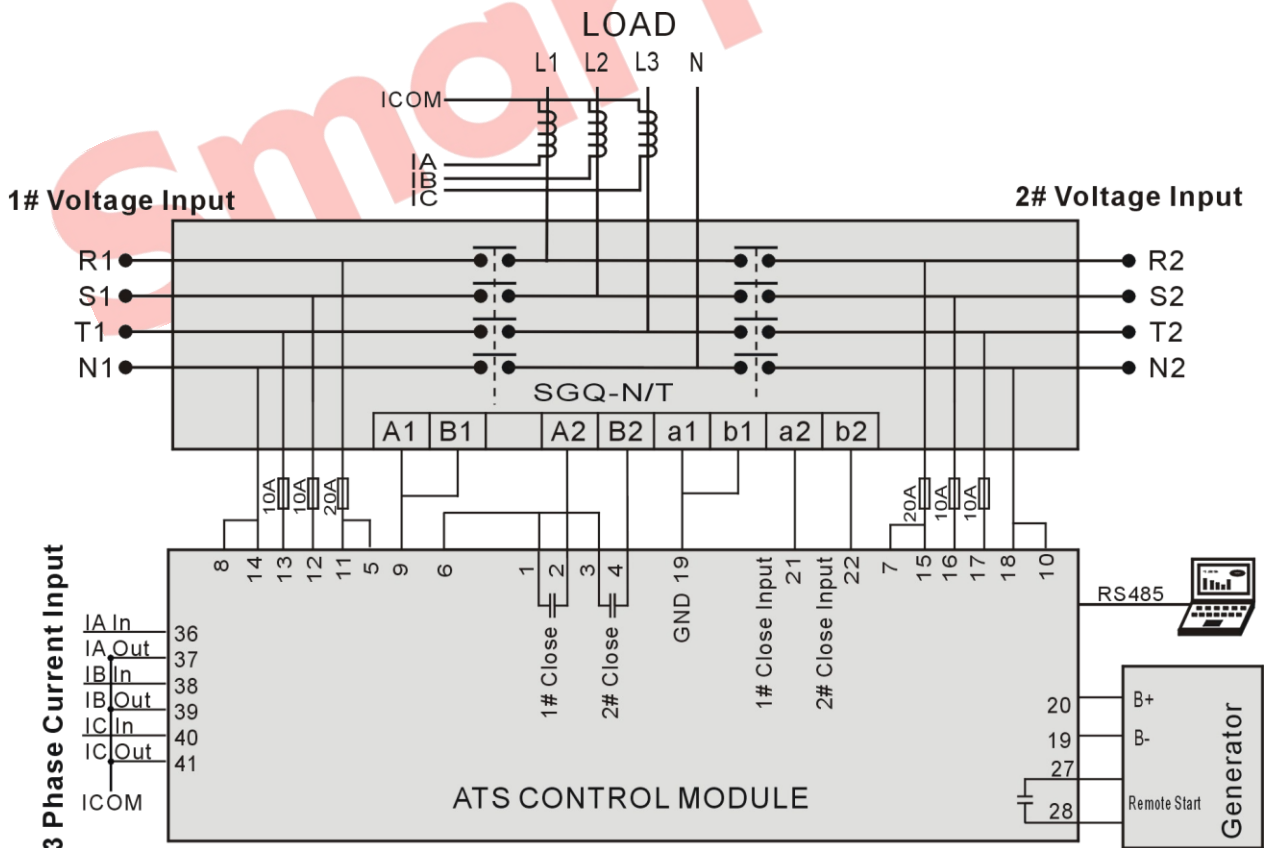 Smar
LOAD
L1 L2 L3 N
ICOM
IA
IB
IC
1# Voltage Input
2# Voltage Input
R1
S1
T1
N1
R2
S2
T2
N2
SGQ-N/T
A1 B1 A2 B2 a1 b1 a2 b2
10A 10A 20A
20A 10A 10A
8 14 13 12 11 5 9 6 1 2 3 4 GND 19 21 22 7 15 16 17 18 10
1# Close
2# Close
1# Close Input
2# Close Input
RS485
3 Phase Current Input
IA In 36
IA Out 37
IB In 38
IB Out 39
IC In 40
IC Out 41
ICOM
ATS CONTROL MODULE
20 B+
19 B-
27
28
Remote Start
Generator